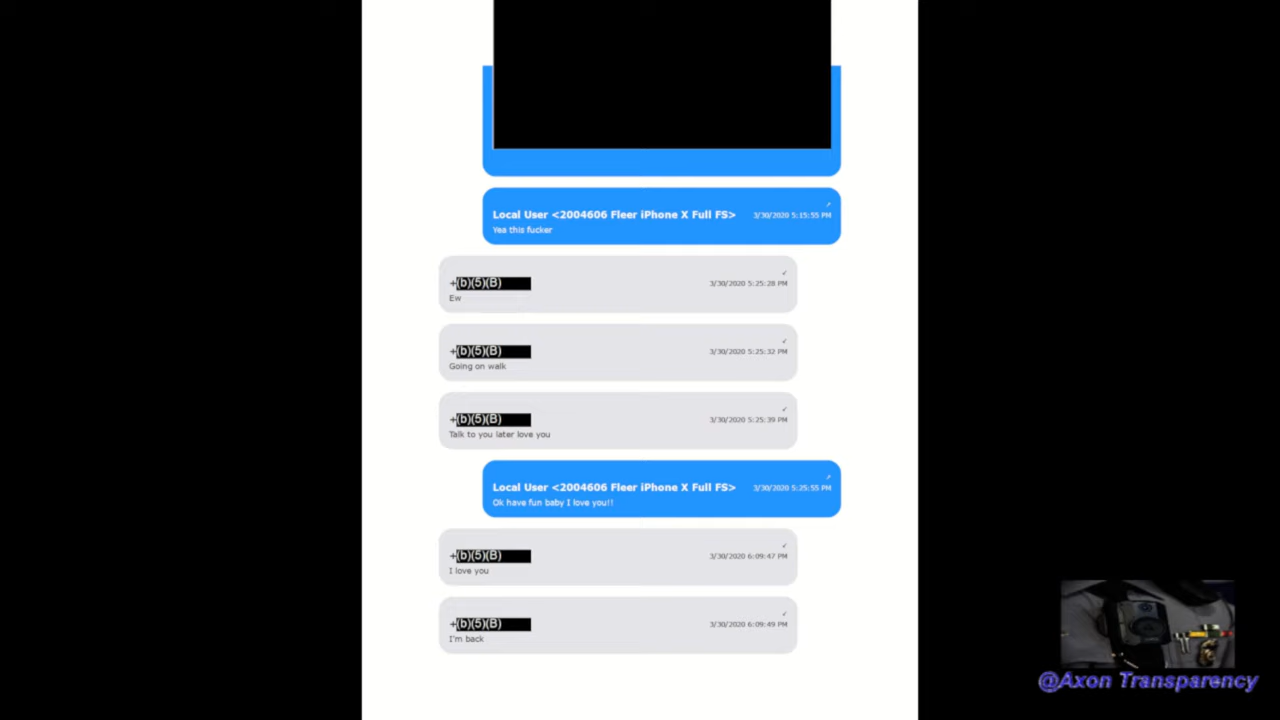 Local User <2004606 Fleer iPhone X Full FS> 3/30/2020 5:15:55 PM
Yea this fucker
+(b)(5)(B) 3/30/2020 5:25:28 PM
Ew
+(b)(5)(B) 3/30/2020 5:25:32 PM
Going on walk
+(b)(5)(B) 3/30/2020 5:25:39 PM
Talk to you later love you
Local User <2004606 Fleer iPhone X Full FS> 3/30/2020 5:25:55 PM
Ok have fun baby I love you!!
+(b)(5)(B) 3/30/2020 6:09:47 PM
I love you
+(b)(5)(B) 3/30/2020 6:09:49 PM
I'm back
@Axon Transparency